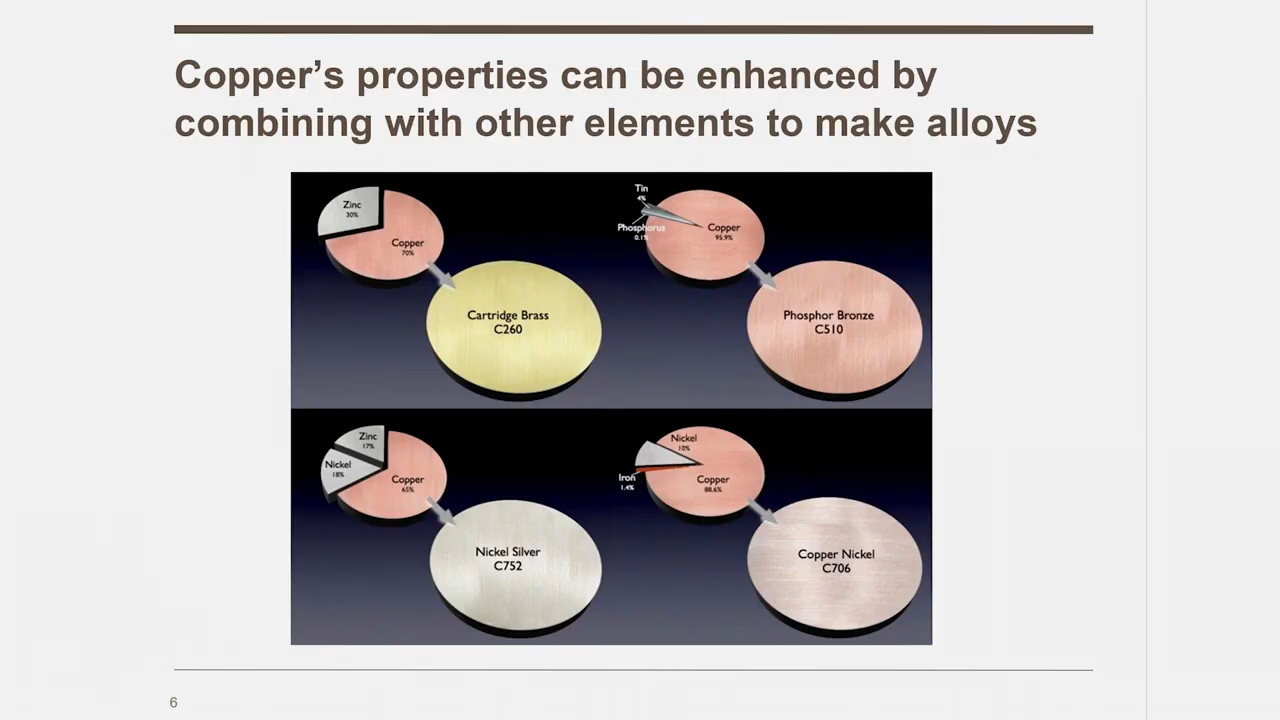 Copper's properties can be enhanced by
combining with other elements to make alloys
Zinc
30%
Copper
70%
Cartridge Brass
C260
Tin
4%
Phosphorus
0.1%
Copper
95.9%
Phosphor Bronze
C510
Zinc
17%
Nickel
18%
Copper
65%
Nickel Silver
C752
Nickel
10%
Iron
1.4%
Copper
88.6%
Copper Nickel
C706
6